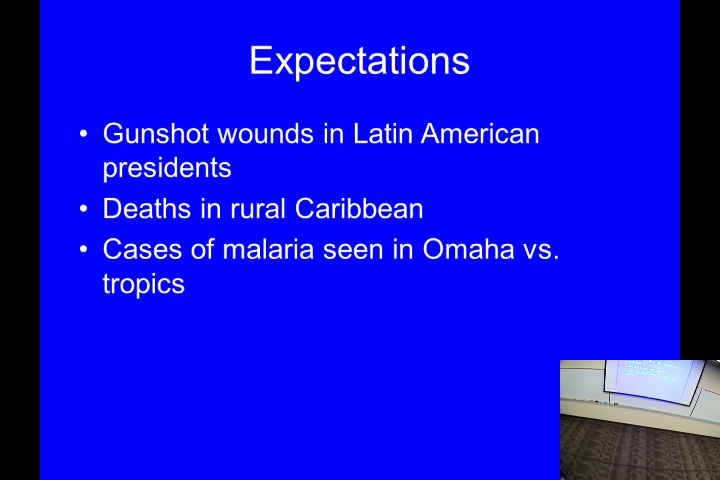 Expectations
• Gunshot wounds in Latin American
presidents
• Deaths in rural Caribbean
• Cases of malaria seen in Omaha vs.
tropics